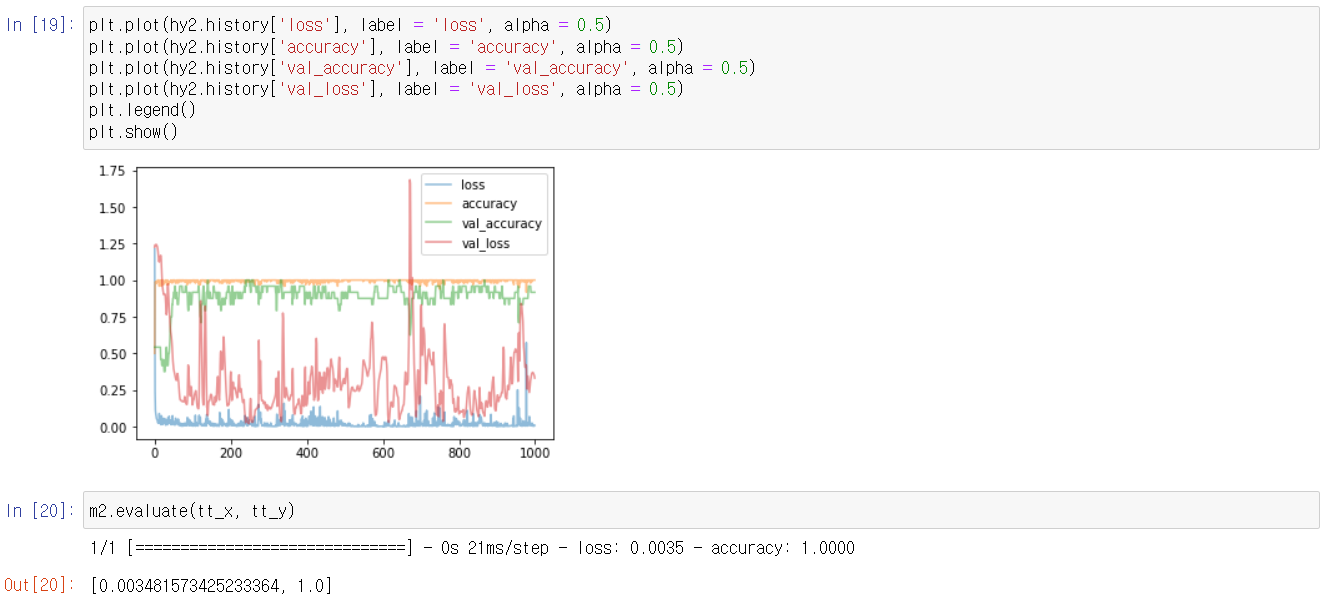 In [19]:
plt.plot(hy2.history['loss'], label = 'loss', alpha = 0.5)
plt.plot(hy2.history['accuracy'], label = 'accuracy', alpha = 0.5)
plt.plot(hy2.history['val_accuracy'], label = 'val_accuracy', alpha = 0.5)
plt.plot(hy2.history['val_loss'], label = 'val_loss', alpha = 0.5)
plt.legend()
plt.show()
1.75
1.50
1.25
1.00
0.75
0.50
0.25
0.00
loss
accuracy
val_accuracy
val_loss
0 200 400 600 800 1000
In [20]:
m2.evaluate(tt_x, tt_y)
1/1 [==============================] - 0s 21ms/step - loss: 0.0035 - accuracy: 1.0000
Out[20]: [0.003481573425233364, 1.0]